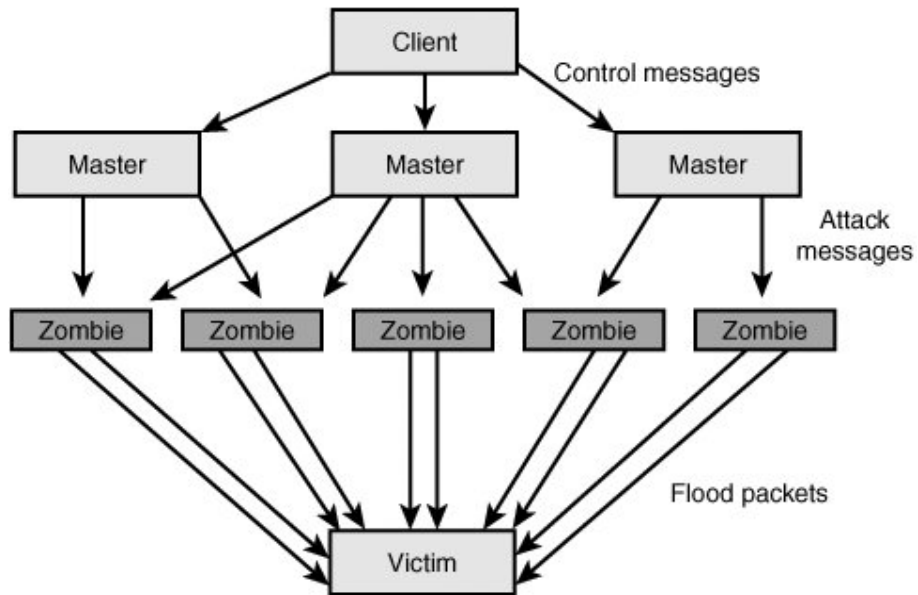 Client
Control messages
Master
Master
Master
Attack
messages
Zombie
Zombie
Zombie
Zombie
Zombie
Flood packets
Victim